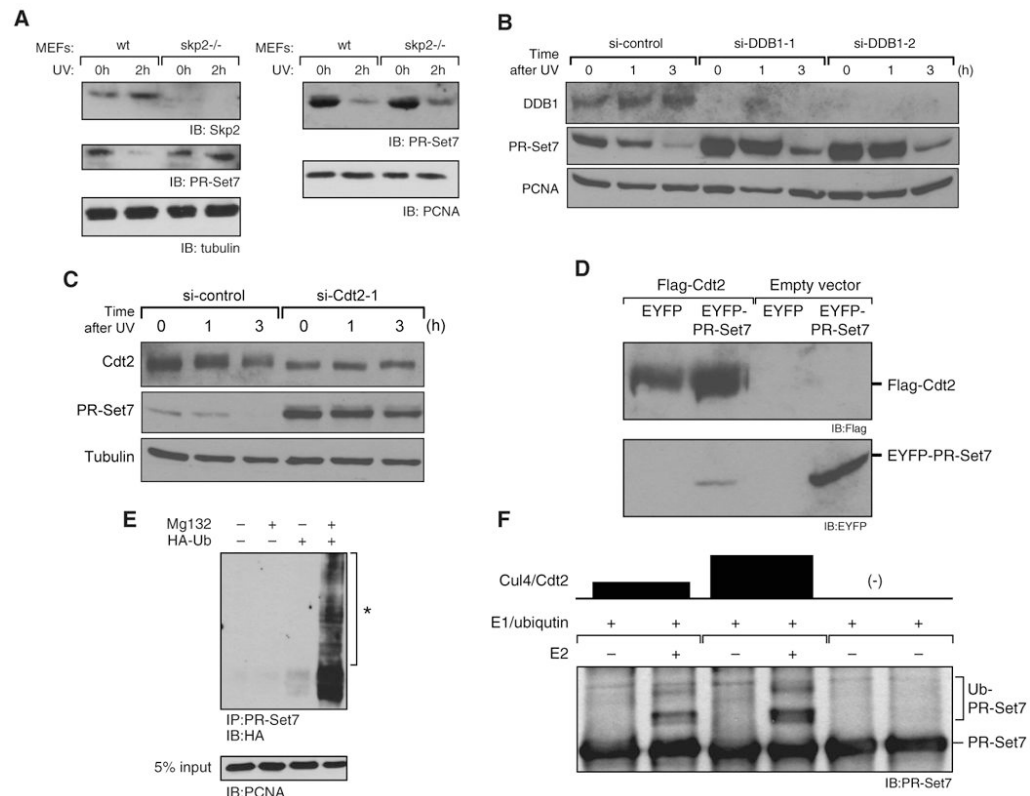 A
MEFs: wt skp2-/-
UV: 0h 2h 0h 2h
IB: Skp2
IB: PR-Set7
IB: tubulin
MEFs: wt skp2-/-
UV: 0h 2h 0h 2h
IB: PR-Set7
IB: PCNA
B
si-control si-DDB1-1 si-DDB1-2
Time
after UV 0 1 3 0 1 3 0 1 3 (h)
DDB1
PR-Set7
PCNA
C
si-control si-Cdt2-1
Time
after UV 0 1 3 0 1 3 (h)
Cdt2
PR-Set7
Tubulin
D
Flag-Cdt2 Empty vector
EYFP EYFP- EYFP EYFP-
PR-Set7 PR-Set7
Flag-Cdt2
IB:Flag
EYFP-PR-Set7
IB:EYFP
E
Mg132 – + – +
HA-Ub – – + +
*
IP:PR-Set7
IB:HA
5% input
IB:PCNA
F
Cul4/Cdt2 (-)
E1/ubiqutin + + + + + +
E2 – + – + – –
Ub-
PR-Set7
PR-Set7
IB:PR-Set7